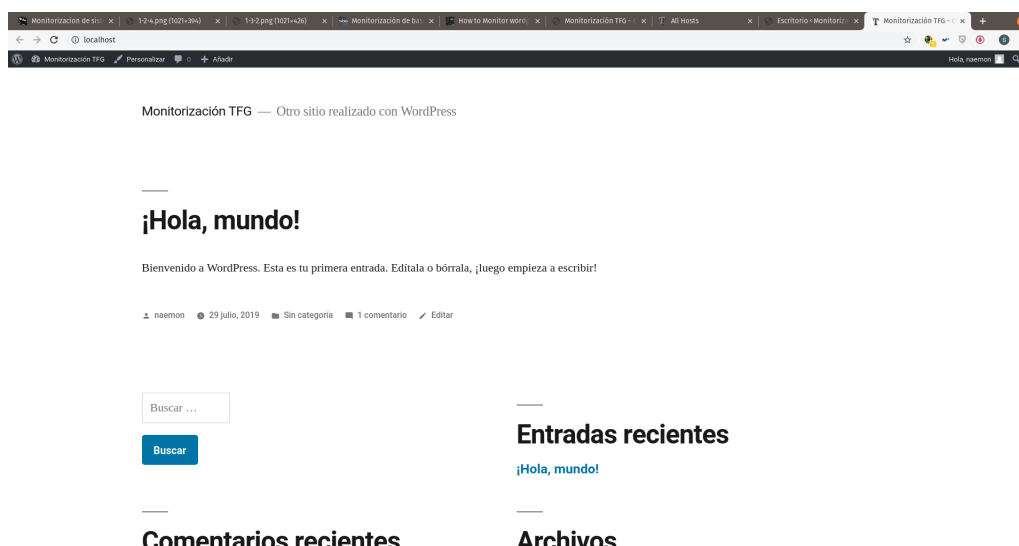 Monitorizacion de sist
1-2-4.png (1021×394)
1-3-2.png (1021×426)
Monitorización de bas
How to Monitor wordp
Monitorización TFG – C
All Hosts
Escritorio ‹ Monitoriza
Monitorización TFG – C
localhost
Monitorización TFG Personalizar 0 + Añadir Hola, naemon
Monitorización TFG — Otro sitio realizado con WordPress
¡Hola, mundo!
Bienvenido a WordPress. Esta es tu primera entrada. Edítala o bórrala, ¡luego empieza a escribir!
naemon 29 julio, 2019 Sin categoría 1 comentario Editar
Buscar …
Buscar
Entradas recientes
¡Hola, mundo!
Comentarios recientes
Archivos